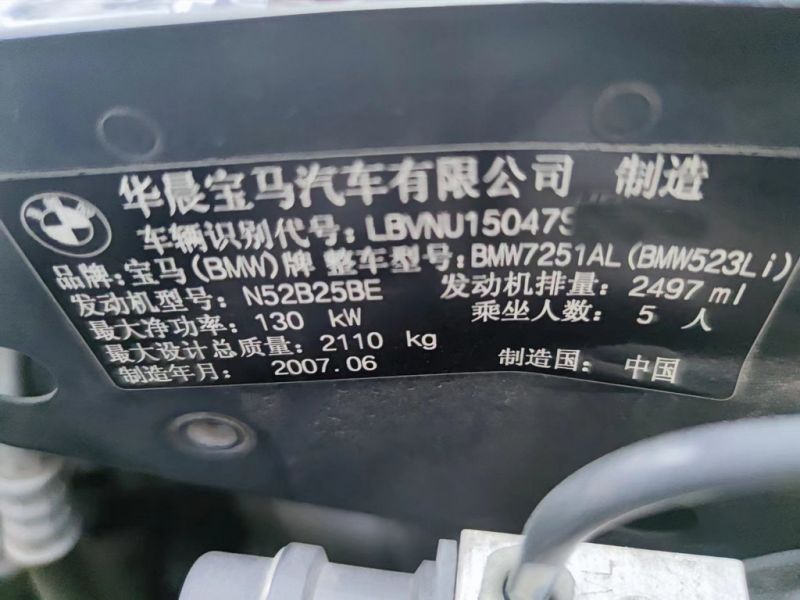 华晨宝马汽车有限公司 制造
车辆识别代号: LBVNU150479
品牌: 宝马(BMW)牌 整车型号: BMW7251AL(BMW523Li)
发动机型号: N52B25BE 发动机排量: 2497 ml
最大净功率: 130 kW 乘坐人数: 5 人
最大设计总质量: 2110 kg
制造年月: 2007.06 制造国: 中国